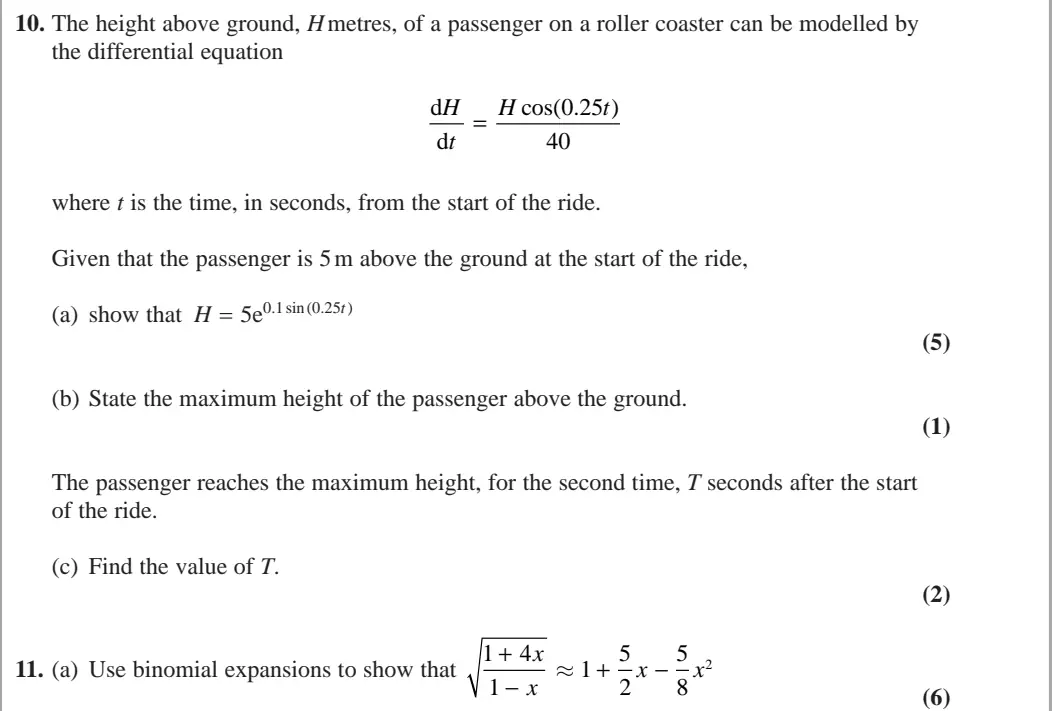 10. The height above ground, H metres, of a passenger on a roller coaster can be modelled by
the differential equation
dH/dt = H cos(0.25t)/40
where t is the time, in seconds, from the start of the ride.
Given that the passenger is 5 m above the ground at the start of the ride,
(a) show that H = 5e^{0.1 sin (0.25t)}
(5)
(b) State the maximum height of the passenger above the ground.
(1)
The passenger reaches the maximum height, for the second time, T seconds after the start
of the ride.
(c) Find the value of T.
(2)
11. (a) Use binomial expansions to show that √((1 + 4x)/(1 − x)) ≈ 1 + 5/2 x − 5/8 x²
(6)